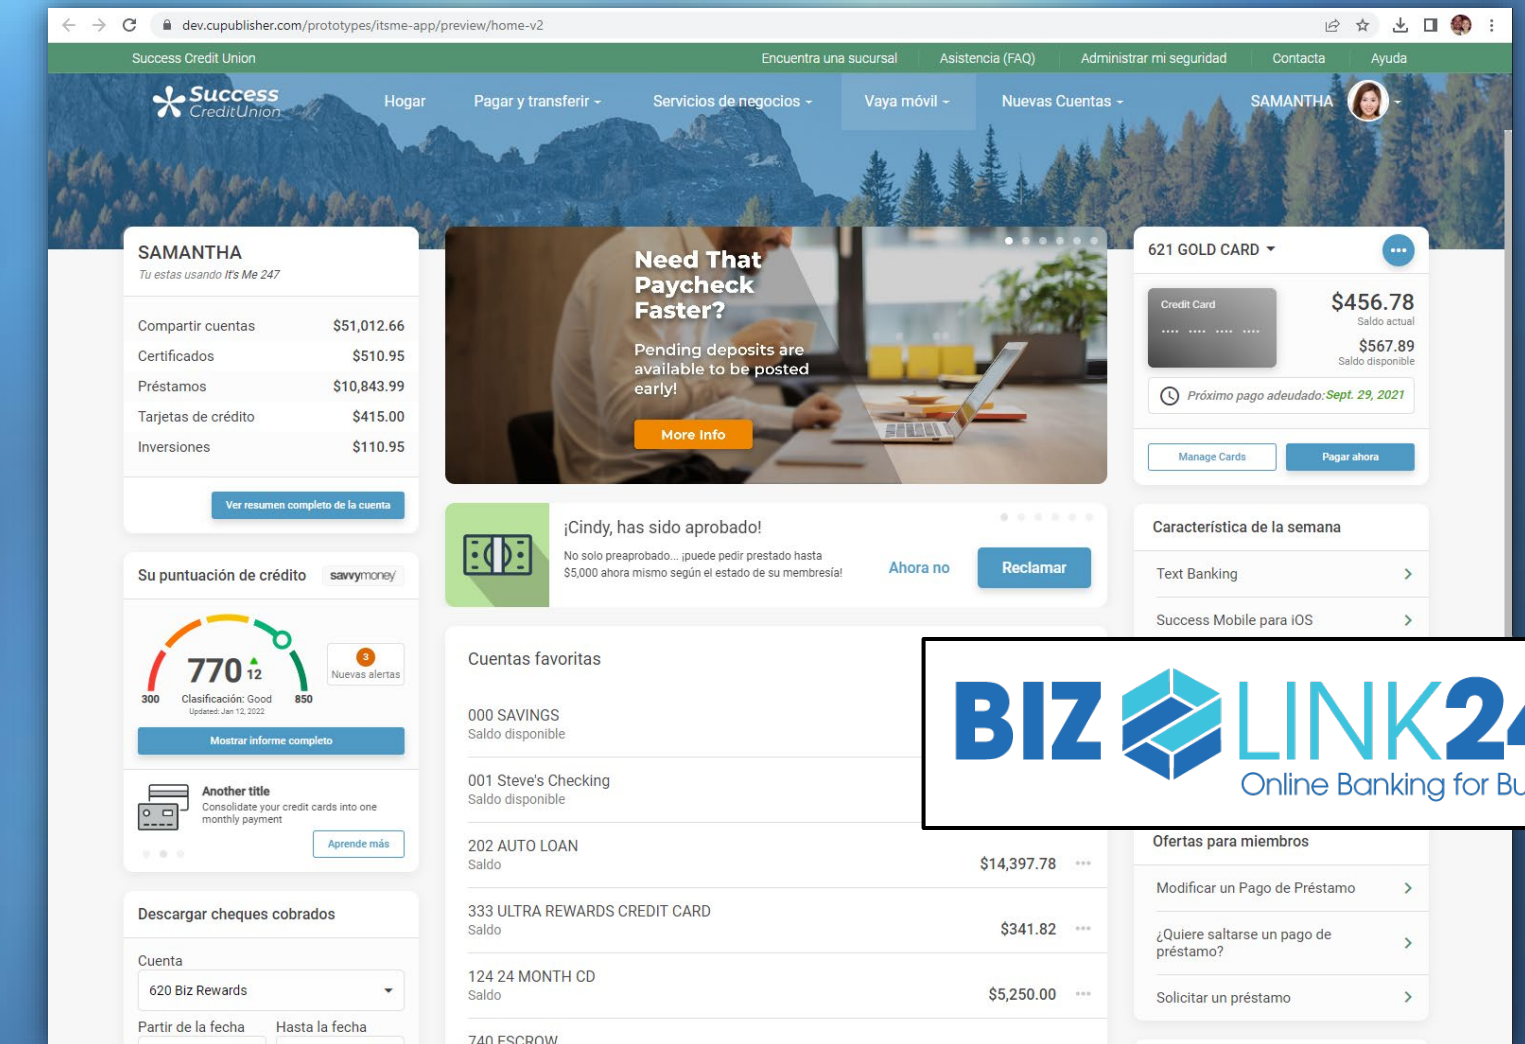 dev.cupublisher.com/prototypes/itsme-app/preview/home-v2
Success Credit Union
Encuentra una sucursal
Asistencia (FAQ)
Administrar mi seguridad
Contacta
Ayuda
Success
CreditUnion
Hogar
Pagar y transferir
Servicios de negocios
Vaya móvil
Nuevas Cuentas
SAMANTHA
SAMANTHA
Tu estas usando It's Me 247
Compartir cuentas $51,012.66
Certificados $510.95
Préstamos $10,843.99
Tarjetas de crédito $415.00
Inversiones $110.95
Ver resumen completo de la cuenta
Su puntuación de crédito
savvymoney
770 12
300
850
Clasificación: Good
Updated: Jan 12, 2022
3
Nuevas alertas
Mostrar informe completo
Another title
Consolidate your credit cards into one
monthly payment
Aprende más
Descargar cheques cobrados
Cuenta
620 Biz Rewards
Partir de la fecha
Hasta la fecha
Need That
Paycheck
Faster?
Pending deposits are
available to be posted
early!
More Info
¡Cindy, has sido aprobado!
No solo preaprobado... ¡puede pedir prestado hasta
$5,000 ahora mismo según el estado de su membresía!
Ahora no
Reclamar
Cuentas favoritas
000 SAVINGS
Saldo disponible
001 Steve's Checking
Saldo disponible
202 AUTO LOAN
Saldo
$14,397.78
333 ULTRA REWARDS CREDIT CARD
Saldo
$341.82
124 24 MONTH CD
Saldo
$5,250.00
740 ESCROW
621 GOLD CARD
Credit Card
$456.78
Saldo actual
$567.89
Saldo disponible
Próximo pago adeudado: Sept. 29, 2021
Manage Cards
Pagar ahora
Característica de la semana
Text Banking
Success Mobile para iOS
BIZ LINK24
Online Banking for Bu
Ofertas para miembros
Modificar un Pago de Préstamo
¿Quiere saltarse un pago de
préstamo?
Solicitar un préstamo